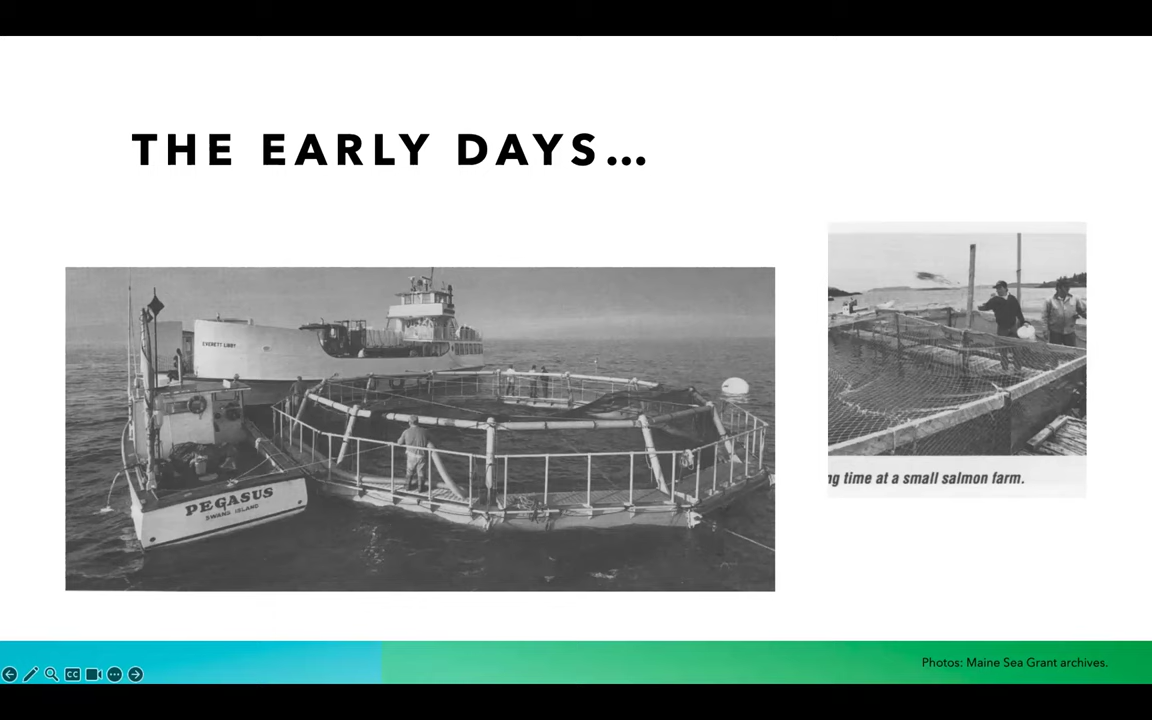 THE EARLY DAYS...
EVERETT LIBBY
PEGASUS
SWANS ISLAND
ng time at a small salmon farm.
Photos: Maine Sea Grant archives.
CC